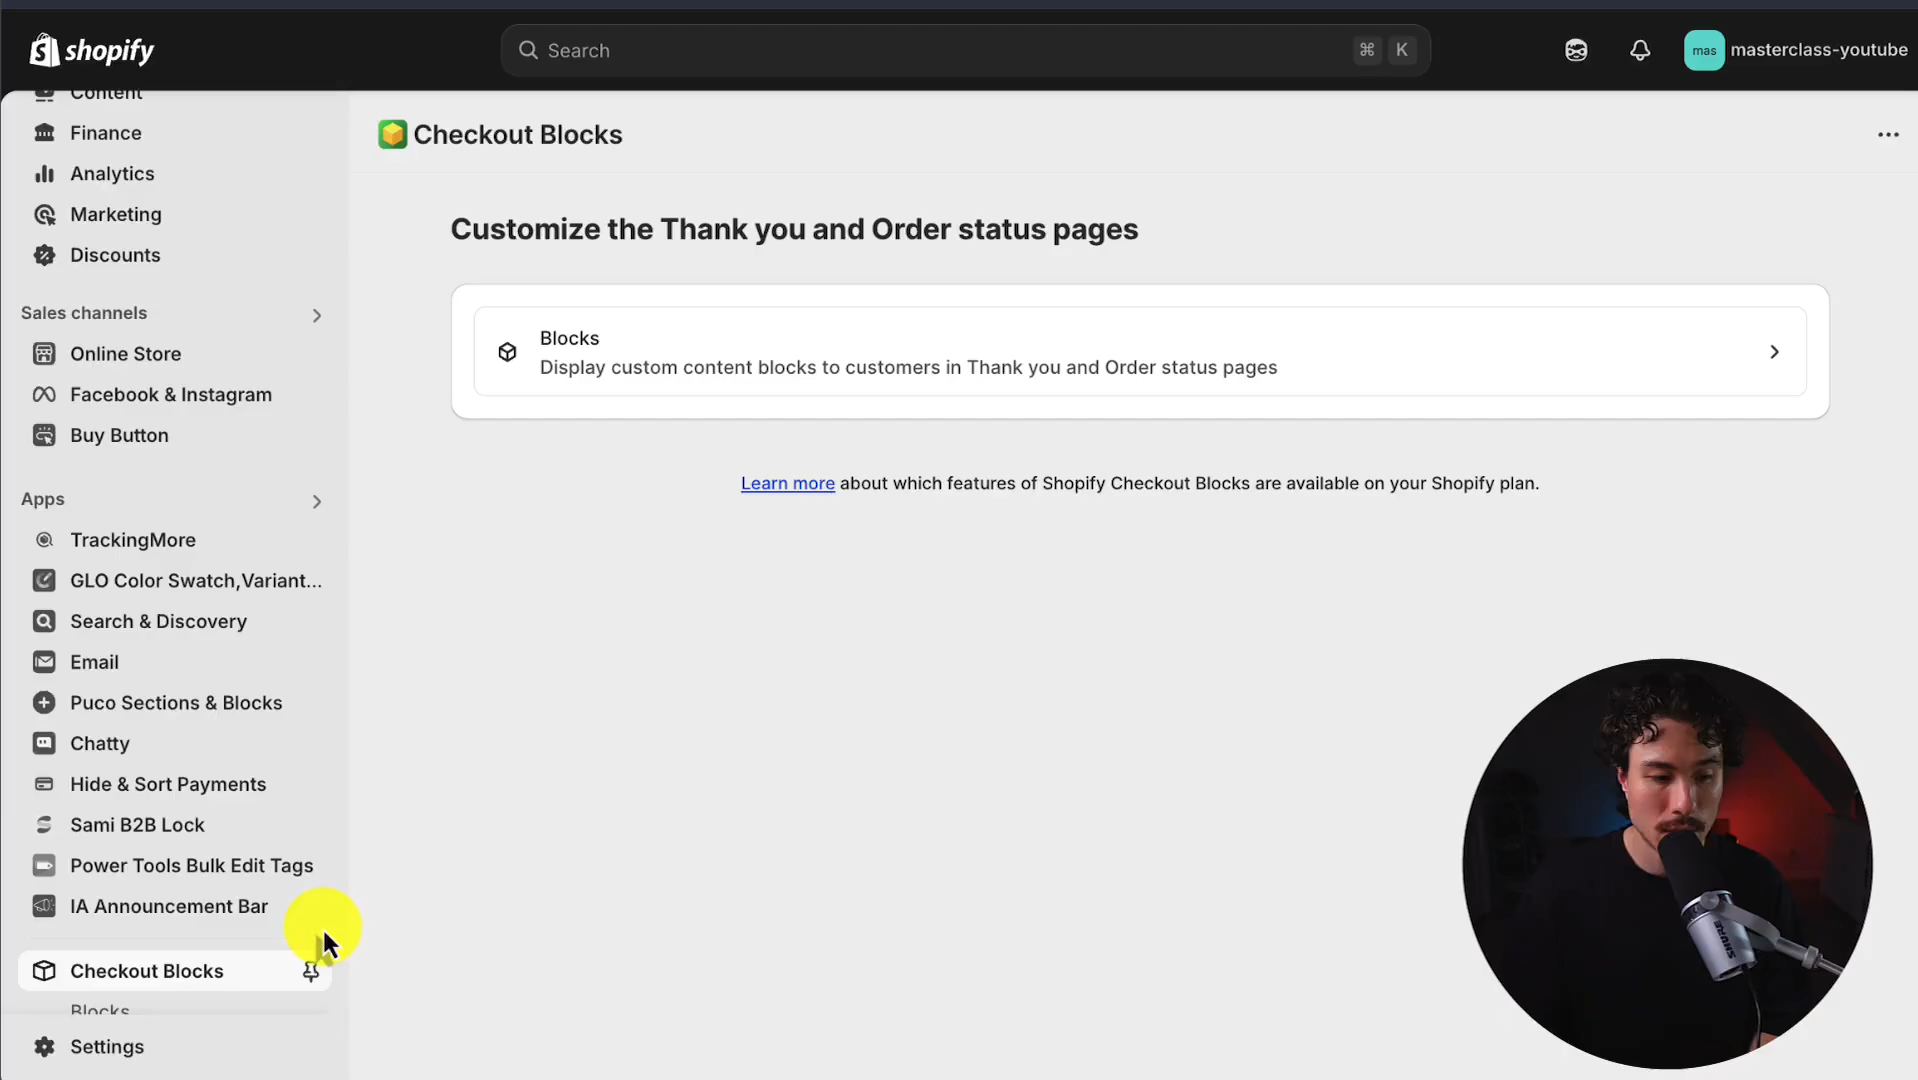 shopify
Search
⌘ K
mas
masterclass-youtube
Content
Finance
Analytics
Marketing
Discounts
Sales channels
Online Store
Facebook & Instagram
Buy Button
Apps
TrackingMore
GLO Color Swatch,Variant...
Search & Discovery
Email
Puco Sections & Blocks
Chatty
Hide & Sort Payments
Sami B2B Lock
Power Tools Bulk Edit Tags
IA Announcement Bar
Checkout Blocks
Blocks
Settings
Checkout Blocks
Customize the Thank you and Order status pages
Blocks
Display custom content blocks to customers in Thank you and Order status pages
Learn more about which features of Shopify Checkout Blocks are available on your Shopify plan.
SHURE